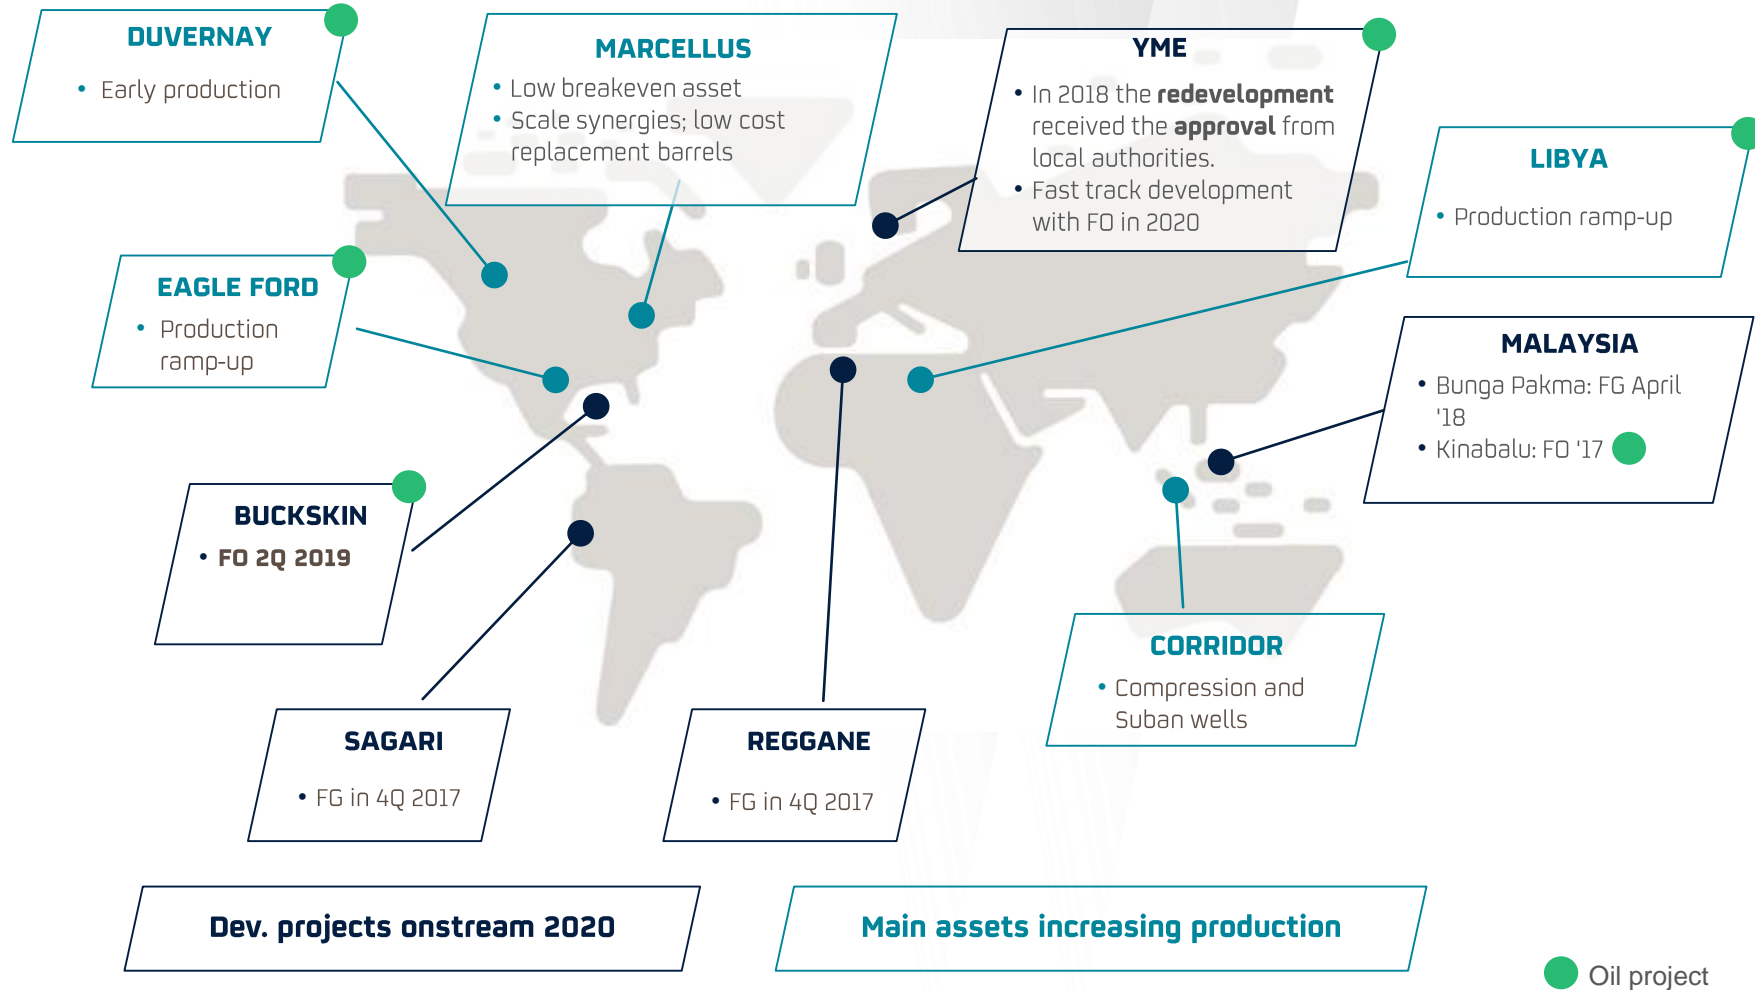 DUVERNAY
• Early production
MARCELLUS
• Low breakeven asset
• Scale synergies; low cost
replacement barrels
YME
• In 2018 the redevelopment
received the approval from
local authorities.
• Fast track development
with FO in 2020
LIBYA
• Production ramp-up
EAGLE FORD
• Production
ramp-up
MALAYSIA
• Bunga Pakma: FG April
'18
• Kinabalu: FO '17
BUCKSKIN
• FO 2Q 2019
CORRIDOR
• Compression and
Suban wells
SAGARI
• FG in 4Q 2017
REGGANE
• FG in 4Q 2017
Dev. projects onstream 2020
Main assets increasing production
Oil project